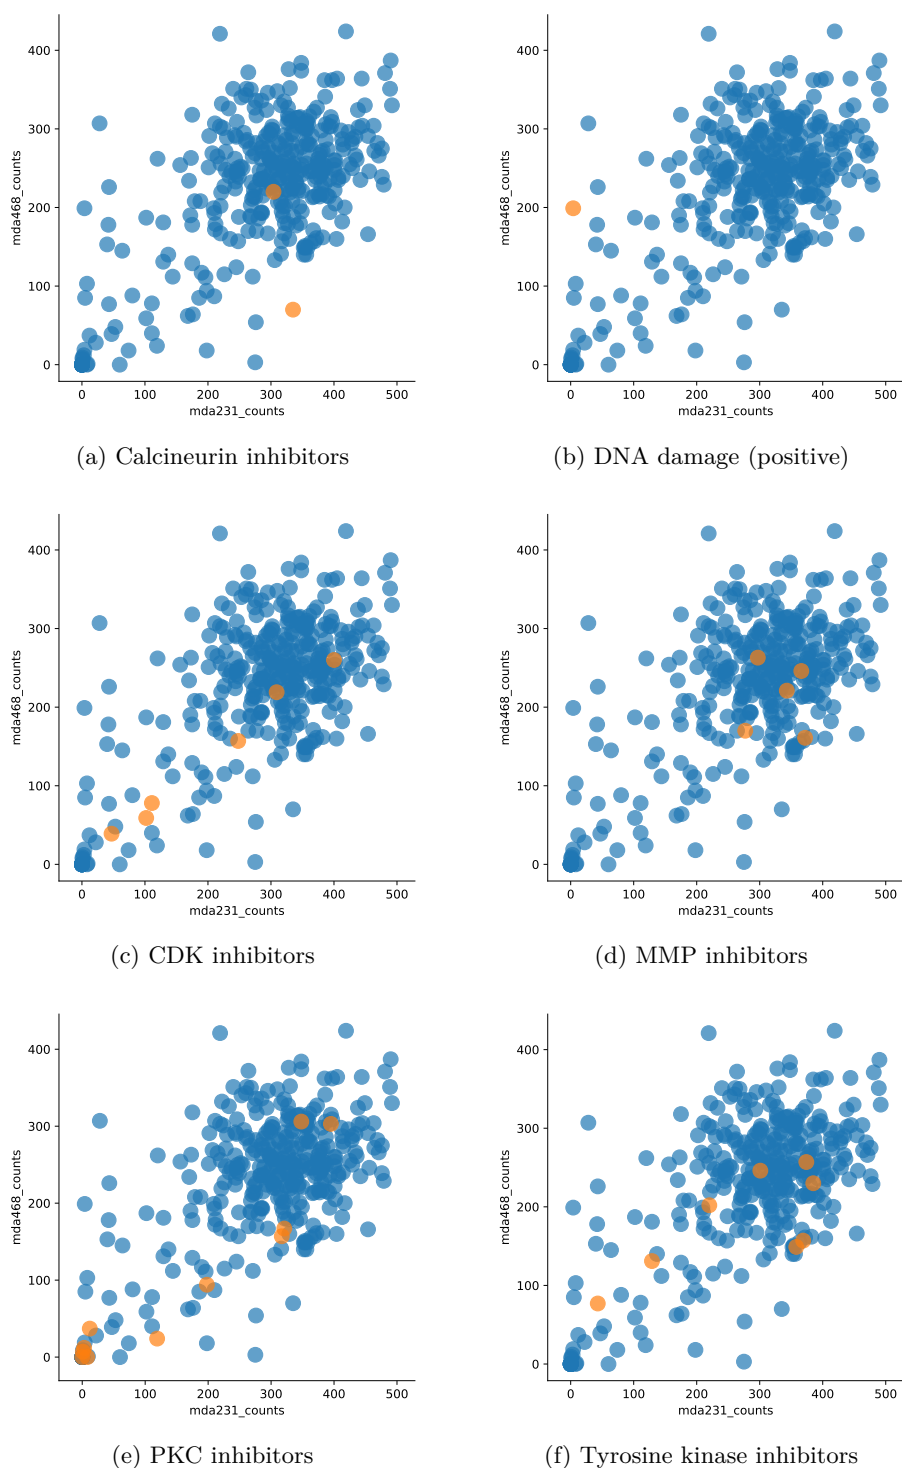 400
300
200
100
0
mda468_counts
0 100 200 300 400 500
mda231_counts
(a) Calcineurin inhibitors
400
300
200
100
0
mda468_counts
0 100 200 300 400 500
mda231_counts
(b) DNA damage (positive)
400
300
200
100
0
mda468_counts
0 100 200 300 400 500
mda231_counts
(c) CDK inhibitors
400
300
200
100
0
mda468_counts
0 100 200 300 400 500
mda231_counts
(d) MMP inhibitors
400
300
200
100
0
mda468_counts
0 100 200 300 400 500
mda231_counts
(e) PKC inhibitors
400
300
200
100
0
mda468_counts
0 100 200 300 400 500
mda231_counts
(f) Tyrosine kinase inhibitors